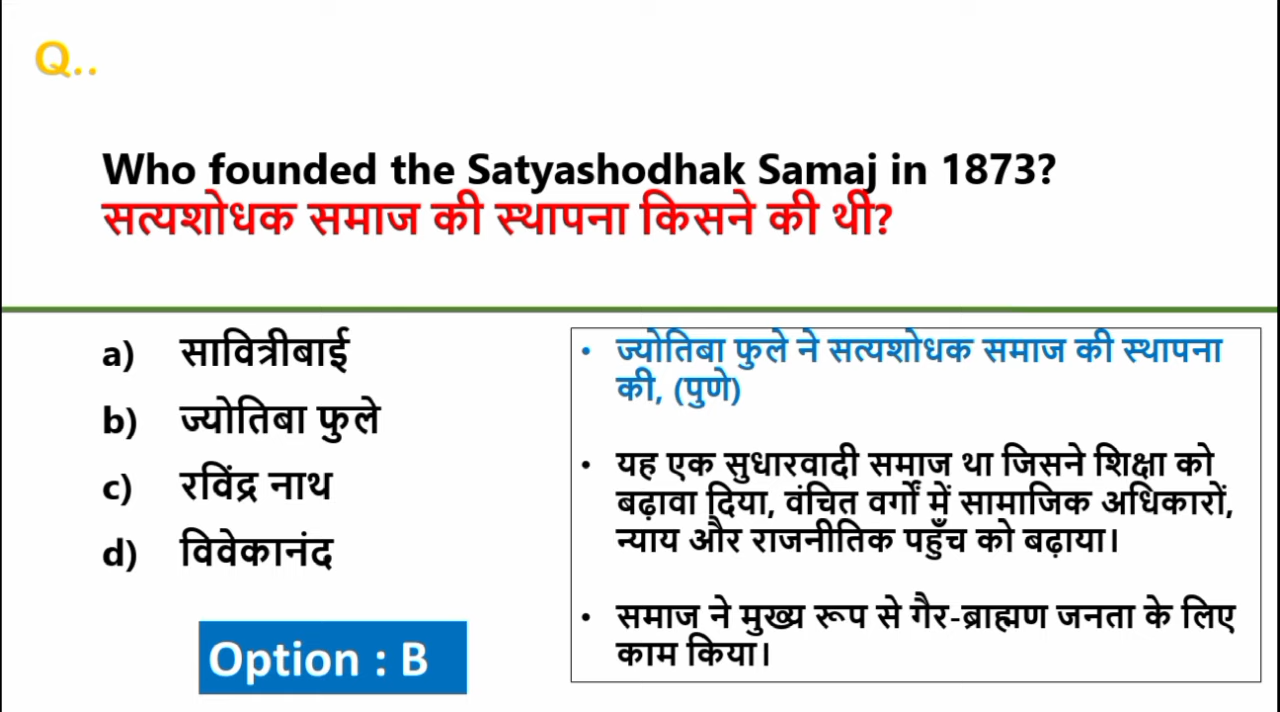 Q..
Who founded the Satyashodhak Samaj in 1873?
सत्यशोधक समाज की स्थापना किसने की थी?
a) सावित्रीबाई
b) ज्योतिबा फुले
c) रविंद्र नाथ
d) विवेकानंद
Option : B
• ज्योतिबा फुले ने सत्यशोधक समाज की स्थापना
की, (पुणे)
• यह एक सुधारवादी समाज था जिसने शिक्षा को
बढ़ावा दिया, वंचित वर्गों में सामाजिक अधिकारों,
न्याय और राजनीतिक पहुँच को बढ़ाया।
• समाज ने मुख्य रूप से गैर-ब्राह्मण जनता के लिए
काम किया।